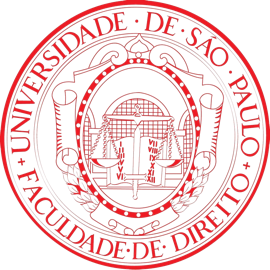 UNIVERSIDADE · DE · SÃO · PAULO
FACULDADE · DE · DIREITO